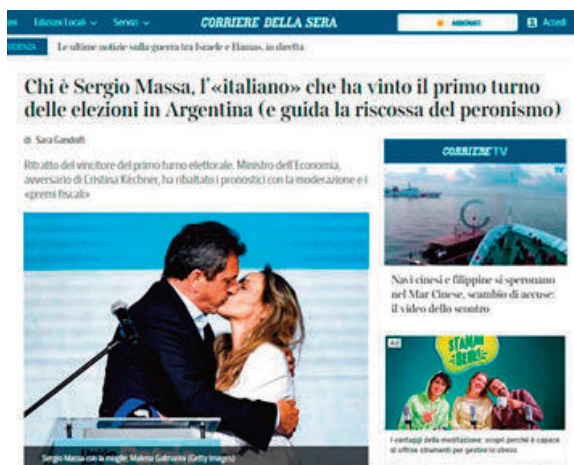 Edizioni Locali Servizi CORRIERE DELLA SERA ABBONATI Accedi
Le ultime notizie sulla guerra tra Israele e Hamas, in diretta
Chi è Sergio Massa, l'«italiano» che ha vinto il primo turno
delle elezioni in Argentina (e guida la riscossa del peronismo)
di Sara Gandolfi
Ritratto del vincitore del primo turno elettorale. Ministro dell'Economia,
avversario di Cristina Kirchner, ha ribaltato i pronostici con la moderazione e i
«premi fiscali»
CORRIERE TV
TV
Navi cinesi e filippine si speronano
nel Mar Cinese, scambio di accuse:
il video dello scontro
Ad
STAMMI
BENE!
I vantaggi della meditazione: scopri perché è capace
di offrire strumenti per gestire lo stress
Sergio Massa con la moglie, Malena Galmarini (Getty Images)